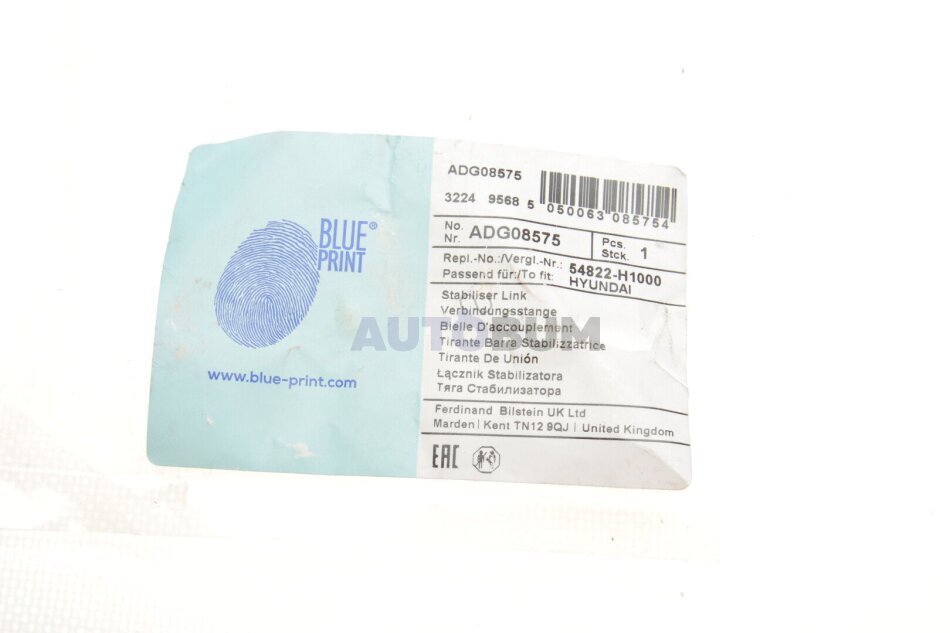 BLUE®
PRINT
www.blue-print.com
ADG08575
3224 9568 5
050063 085754
No.
Nr. ADG08575
Pcs.
Stck. 1
Repl.-No.:/Vergl.-Nr.: 54822-H1000
Passend für:/To fit: HYUNDAI
Stabiliser Link
Verbindungsstange
Bielle D'accouplement
Tirante Barra Stabilizzatrice
Tirante De Unión
Łącznik Stabilizatora
Тяга Стабилизатора
Ferdinand Bilstein UK Ltd
Marden | Kent TN12 9QJ | United Kingdom
EAC
AUTOBUM